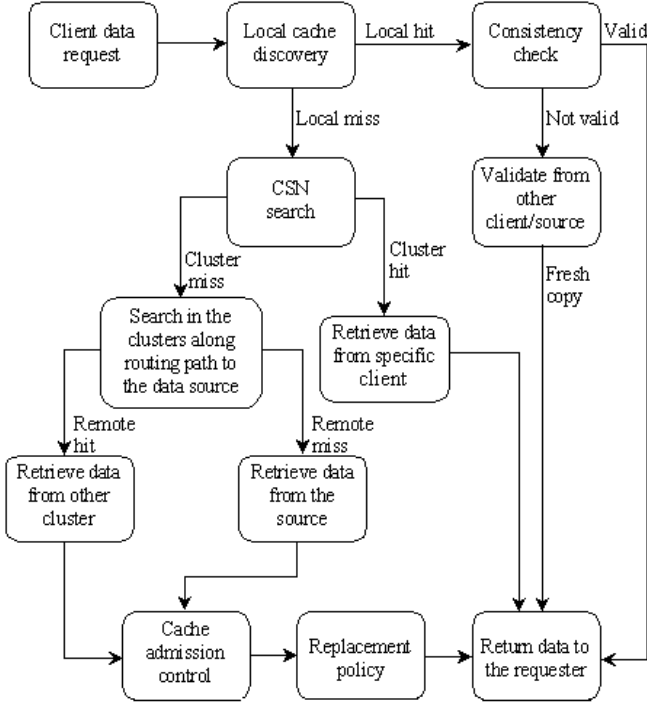 Client data
request
Local cache
discovery
Local hit
Consistency
check
Valid
Local miss
Not valid
CSN
search
Validate from
other
client/source
Cluster
miss
Cluster
hit
Fresh
copy
Search in the
clusters along
routing path to
the data source
Retrieve data
from specific
client
Remote
hit
Remote
miss
Retrieve data
from other
cluster
Retrieve data
from the
source
Cache
admission
control
Replacement
policy
Return data to
the requester